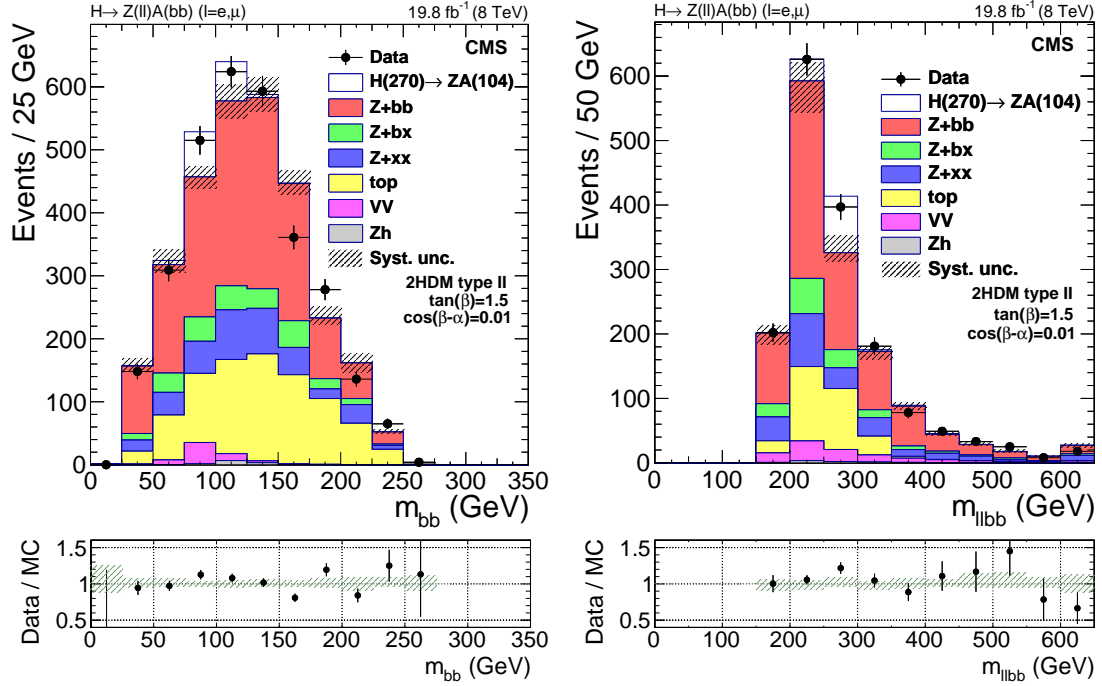 H→ Z(ll)A(bb) (l=e,μ) 19.8 fb⁻¹ (8 TeV)
CMS
Events / 25 GeV
600
500
400
300
200
100
0
Data
H(270)→ ZA(104)
Z+bb
Z+bx
Z+xx
top
VV
Zh
Syst. unc.
2HDM type II
tan(β)=1.5
cos(β-α)=0.01
0 50 100 150 200 250 300 350
m_bb (GeV)
Data / MC
1.5
1
0.5
0 50 100 150 200 250 300 350
m_bb (GeV)
H→ Z(ll)A(bb) (l=e,μ) 19.8 fb⁻¹ (8 TeV)
CMS
Events / 50 GeV
600
500
400
300
200
100
0
Data
H(270)→ ZA(104)
Z+bb
Z+bx
Z+xx
top
VV
Zh
Syst. unc.
2HDM type II
tan(β)=1.5
cos(β-α)=0.01
0 100 200 300 400 500 600
m_llbb (GeV)
Data / MC
1.5
1
0.5
0 100 200 300 400 500 600
m_llbb (GeV)